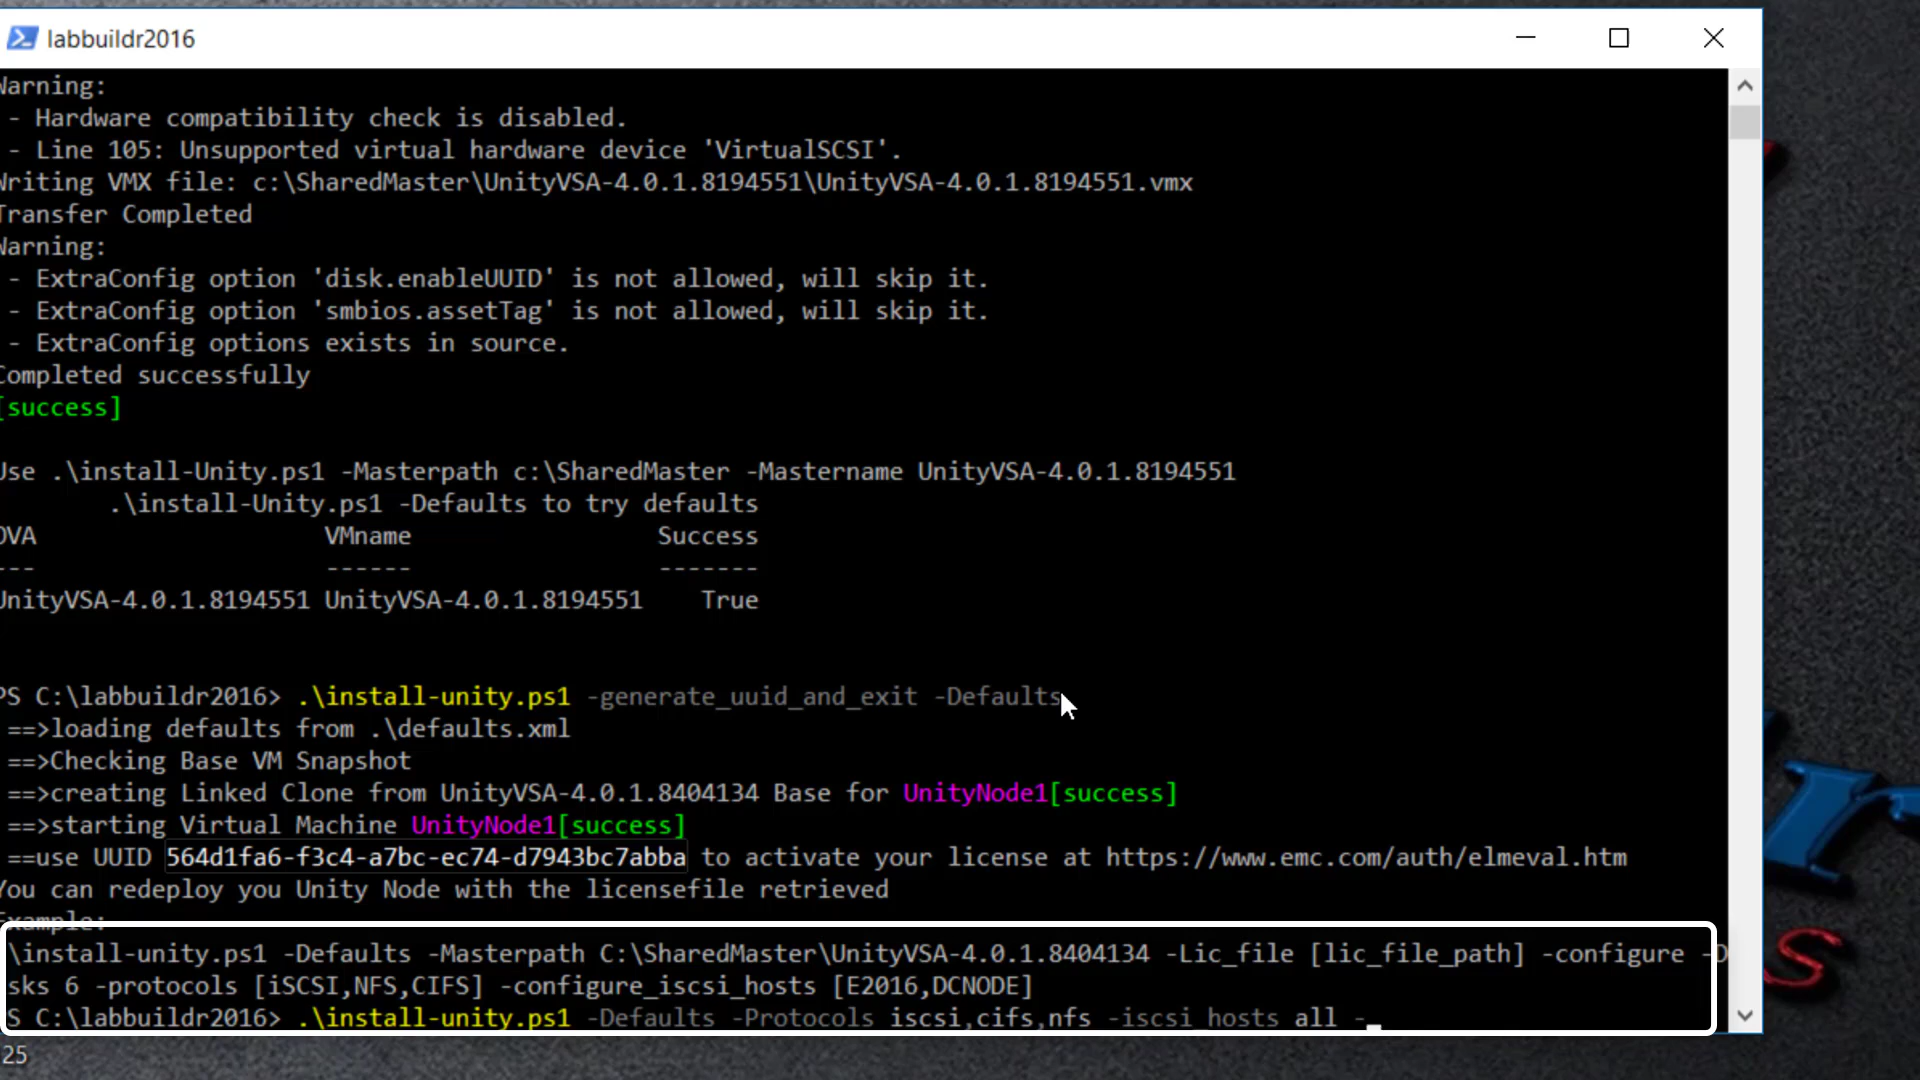 labbuildr2016
Warning:
- Hardware compatibility check is disabled.
- Line 105: Unsupported virtual hardware device 'VirtualSCSI'.
Writing VMX file: c:\SharedMaster\UnityVSA-4.0.1.8194551\UnityVSA-4.0.1.8194551.vmx
Transfer Completed
Warning:
- ExtraConfig option 'disk.enableUUID' is not allowed, will skip it.
- ExtraConfig option 'smbios.assetTag' is not allowed, will skip it.
- ExtraConfig options exists in source.
Completed successfully
[success]
Use .\install-Unity.ps1 -Masterpath c:\SharedMaster -Mastername UnityVSA-4.0.1.8194551
.\install-Unity.ps1 -Defaults to try defaults
OVA VMname Success
--- ------ -------
UnityVSA-4.0.1.8194551 UnityVSA-4.0.1.8194551 True
PS C:\labbuildr2016> .\install-unity.ps1 -generate_uuid_and_exit -Defaults
==>loading defaults from .\defaults.xml
==>Checking Base VM Snapshot
==>creating Linked Clone from UnityVSA-4.0.1.8404134 Base for UnityNode1[success]
==>starting Virtual Machine UnityNode1[success]
==use UUID 564d1fa6-f3c4-a7bc-ec74-d7943bc7abba to activate your license at https://www.emc.com/auth/elmeval.htm
You can redeploy you Unity Node with the licensefile retrieved
Example:
\install-unity.ps1 -Defaults -Masterpath C:\SharedMaster\UnityVSA-4.0.1.8404134 -Lic_file [lic_file_path] -configure -D
sks 6 -protocols [iSCSI,NFS,CIFS] -configure_iscsi_hosts [E2016,DCNODE]
S C:\labbuildr2016> .\install-unity.ps1 -Defaults -Protocols iscsi,cifs,nfs -iscsi_hosts all -_
25